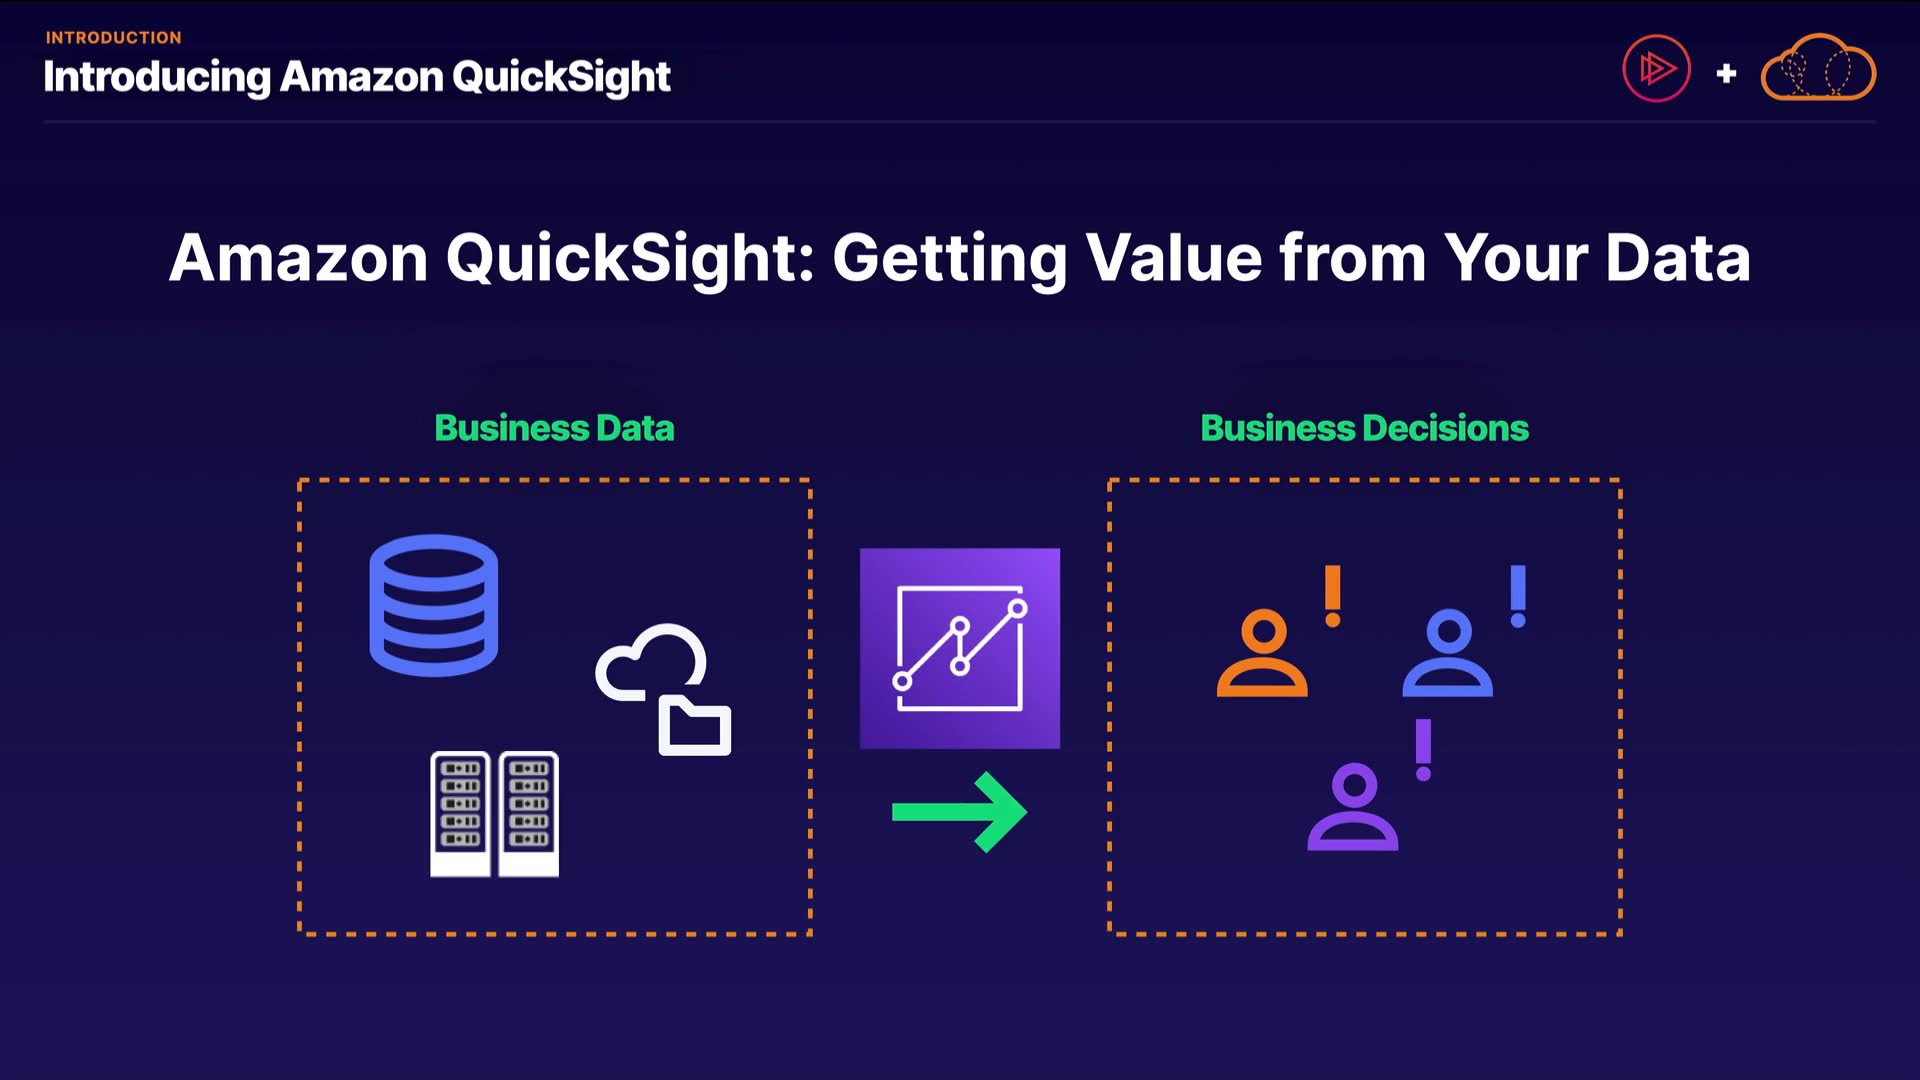 INTRODUCTION
Introducing Amazon QuickSight
+
Amazon QuickSight: Getting Value from Your Data
Business Data
Business Decisions
! !
!